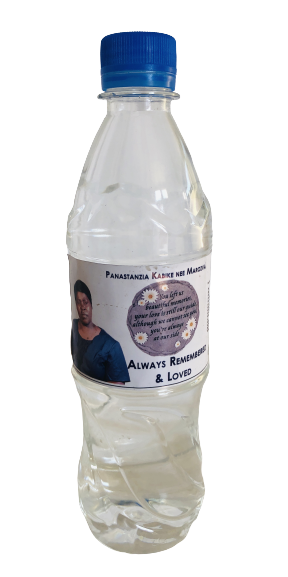 PANASTANZIA KABIKE NEE
You left us
beautiful memories,
your love is still our guide,
although we cannot see you
you're always
at our side
ALWAYS REMEMBERED
& LOVED